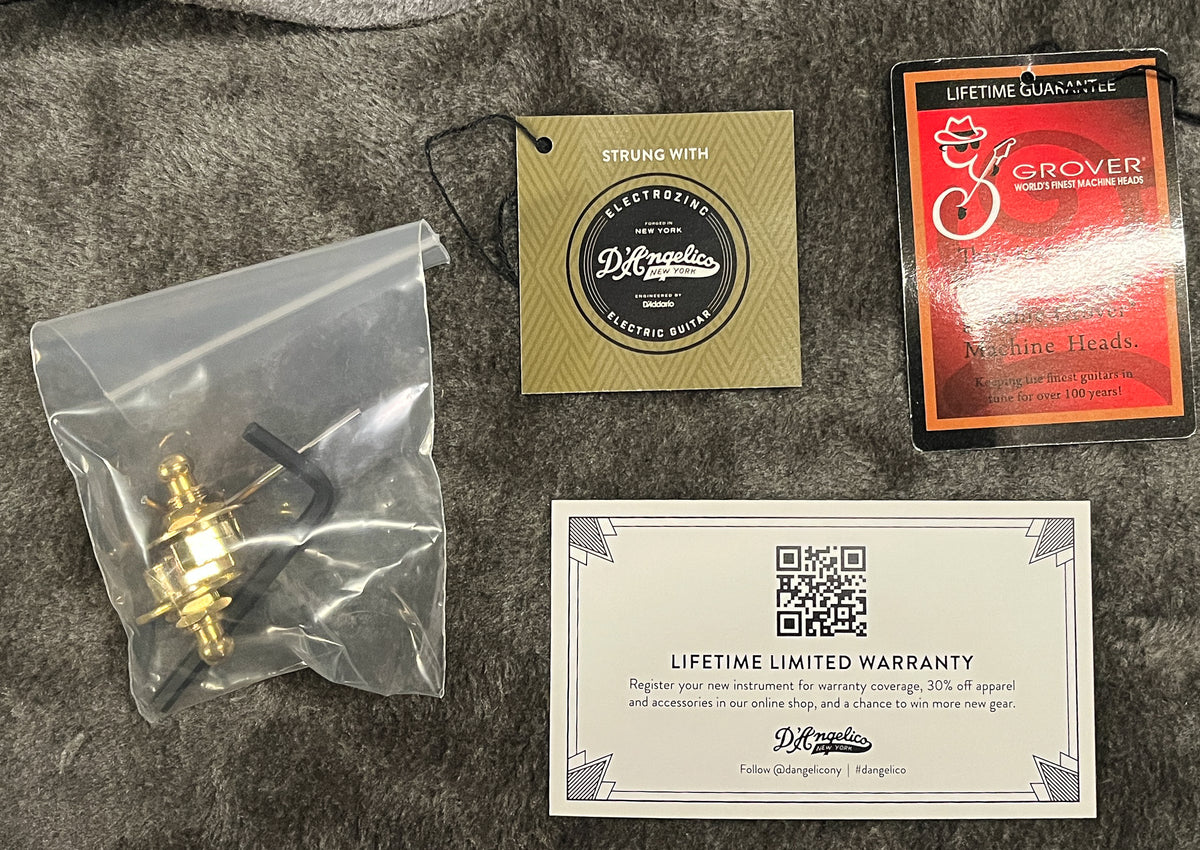 STRUNG WITH
ELECTROZINC
FORGED IN
NEW YORK
D'Angelico
NEW YORK
ENGINEERED BY
D'Addario
ELECTRIC GUITAR
LIFETIME GUARANTEE
GROVER®
WORLD'S FINEST MACHINE HEADS
Grover
Machine Heads.
Keeping the finest guitars in
tune for over 100 years!
LIFETIME LIMITED WARRANTY
Register your new instrument for warranty coverage, 30% off apparel
and accessories in our online shop, and a chance to win more new gear.
D'Angelico
NEW YORK
Follow @dangelicony | #dangelico